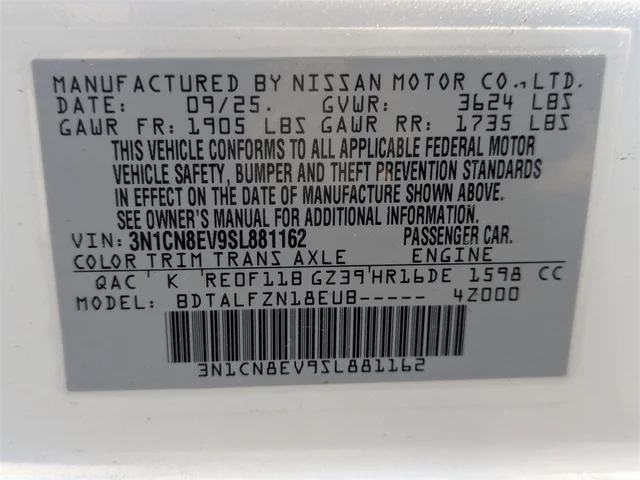 MANUFACTURED BY NISSAN MOTOR CO.,LTD.
DATE: 09/25. GVWR: 3624 LBS
GAWR FR: 1905 LBS GAWR RR: 1735 LBS
THIS VEHICLE CONFORMS TO ALL APPLICABLE FEDERAL MOTOR
VEHICLE SAFETY, BUMPER AND THEFT PREVENTION STANDARDS
IN EFFECT ON THE DATE OF MANUFACTURE SHOWN ABOVE.
SEE OWNER'S MANUAL FOR ADDITIONAL INFORMATION.
VIN: 3N1CN8EV9SL881162 PASSENGER CAR.
COLOR TRIM TRANS AXLE ENGINE
QAC K RE0F11B GZ39 HR16DE 1598 CC
MODEL: BDTALFZN18EUB----- 4Z000
3N1CN8EV9SL881162